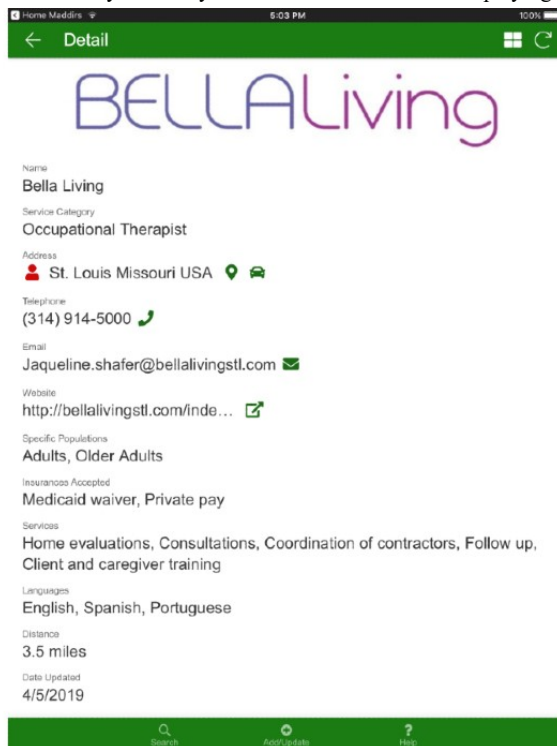 Home Maddirs 5:03 PM 100%
Detail
BELLALiving
Name
Bella Living
Service Category
Occupational Therapist
Address
St. Louis Missouri USA
Telephone
(314) 914-5000
Email
Jaqueline.shafer@bellalivingstl.com
Website
http://bellalivingstl.com/inde...
Specific Populations
Adults, Older Adults
Insurances Accepted
Medicaid waiver, Private pay
Services
Home evaluations, Consultations, Coordination of contractors, Follow up,
Client and caregiver training
Languages
English, Spanish, Portuguese
Distance
3.5 miles
Date Updated
4/5/2019
Search Add/Update Help